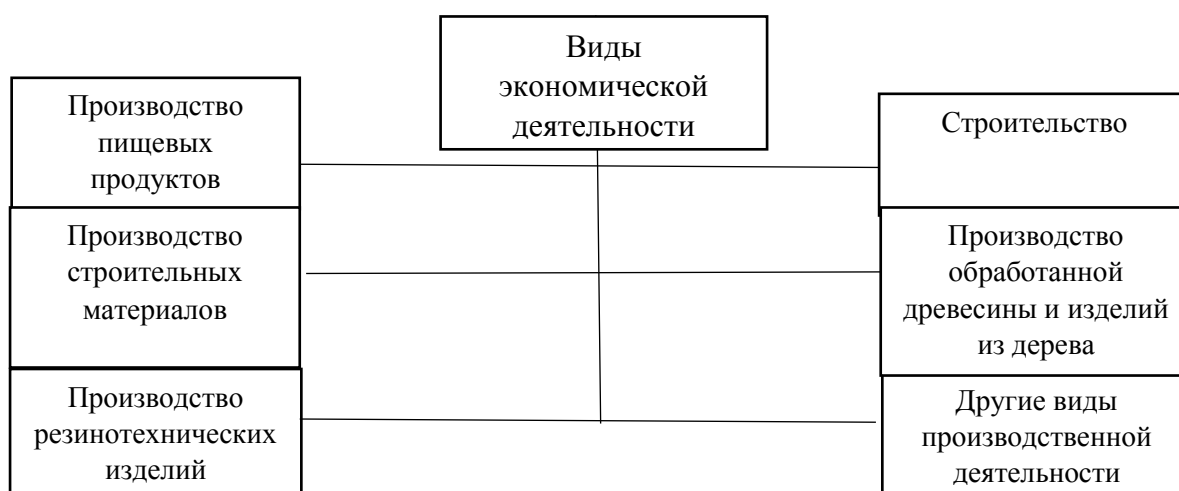 Виды
экономической
деятельности
Производство
пищевых
продуктов
Строительство
Производство
строительных
материалов
Производство
обработанной
древесины и изделий
из дерева
Производство
резинотехнических
изделий
Другие виды
производственной
деятельности